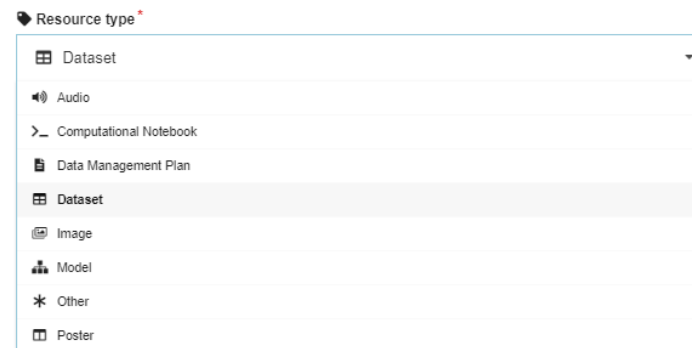 Resource type*
Dataset
Audio
Computational Notebook
Data Management Plan
Dataset
Image
Model
Other
Poster